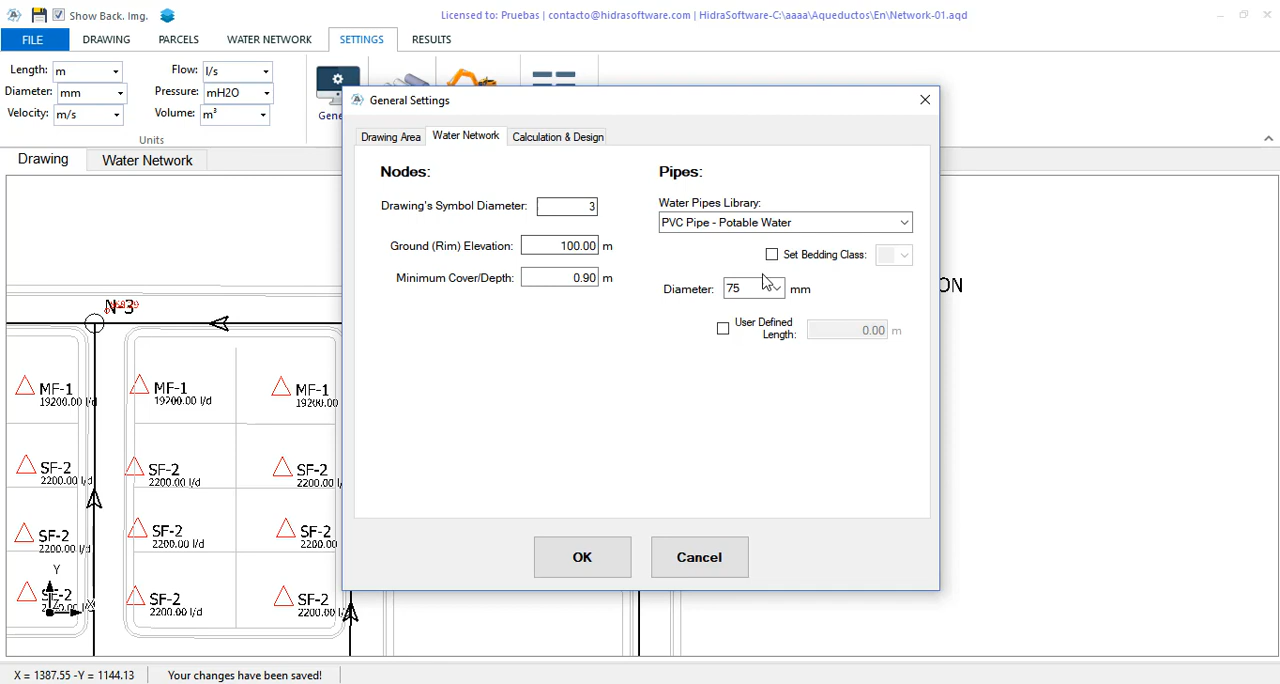 Show Back. Img.
Licensed to: Pruebas | contacto@hidrasoftware.com | HidraSoftware-C:\aaaa\Aqueductos\En\Network-01.aqd
FILE DRAWING PARCELS WATER NETWORK SETTINGS RESULTS
Length: m Flow: l/s
Diameter: mm Pressure: mH2O
Velocity: m/s Volume: m³
Units
Drawing Water Network
General Settings
Drawing Area Water Network Calculation & Design
Nodes:
Drawing's Symbol Diameter: 3
Ground (Rim) Elevation: 100.00 m
Minimum Cover/Depth: 0.90 m
Pipes:
Water Pipes Library:
PVC Pipe - Potable Water
Set Bedding Class:
Diameter: 75 mm
User Defined
Length: 0.00 m
OK Cancel
ON
N-3
MF-1 MF-1 MF-1
19200.00 l/d 19200.00 l/d 19200.00
SF-2 SF-2 SF-2
2200.00 l/d 2200.00 l/d 2200.00
SF-2 SF-2 SF-2
2200.00 l/d 2200.00 l/d 2200.00
Y
SF-2 SF-2 SF-2
X 2200.00 l/d 2200.00 l/d
X = 1387.55 -Y = 1144.13 Your changes have been saved!